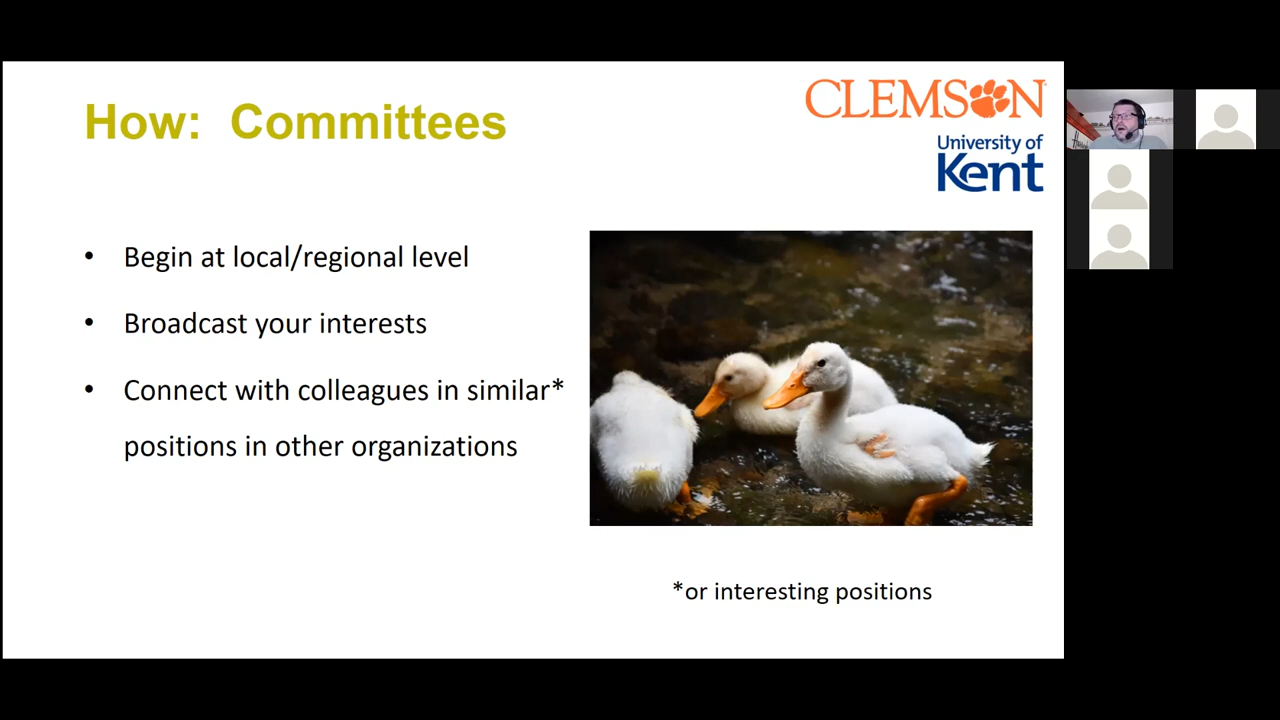 How: Committees
CLEMSON
University of
Kent
• Begin at local/regional level
• Broadcast your interests
• Connect with colleagues in similar*
positions in other organizations
*or interesting positions